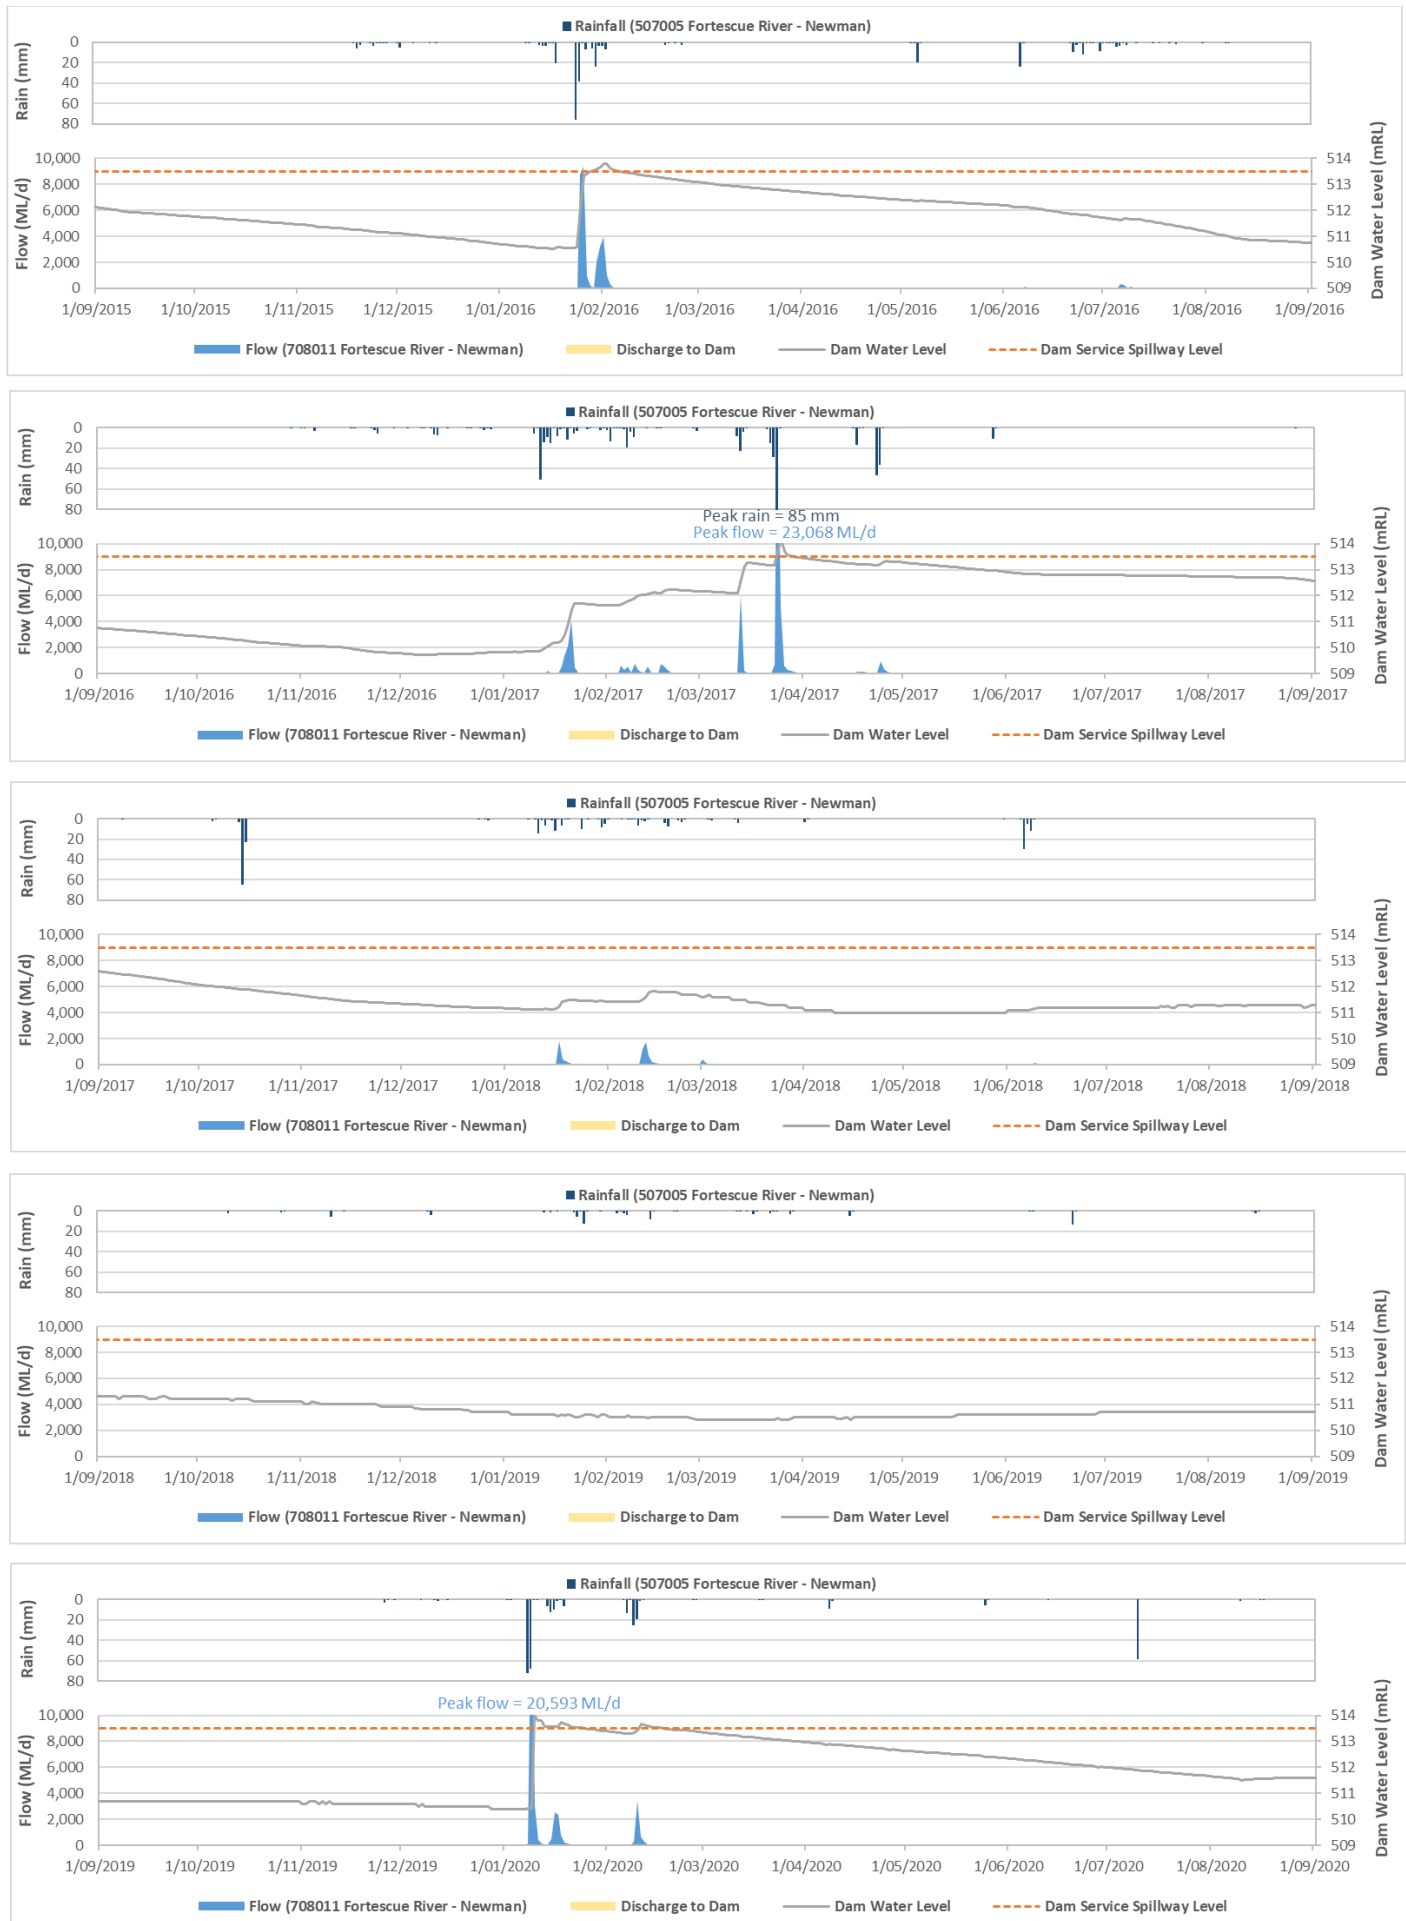 Rainfall (507005 Fortescue River - Newman)
Rain (mm)
0
20
40
60
80
Flow (ML/d)
10,000
8,000
6,000
4,000
2,000
0
Dam Water Level (mRL)
514
513
512
511
510
509
1/09/2015 1/10/2015 1/11/2015 1/12/2015 1/01/2016 1/02/2016 1/03/2016 1/04/2016 1/05/2016 1/06/2016 1/07/2016 1/08/2016 1/09/2016
Flow (708011 Fortescue River - Newman) Discharge to Dam Dam Water Level Dam Service Spillway Level
Rainfall (507005 Fortescue River - Newman)
Rain (mm)
0
20
40
60
80
Peak rain = 85 mm
Peak flow = 23,068 ML/d
Flow (ML/d)
10,000
8,000
6,000
4,000
2,000
0
Dam Water Level (mRL)
514
513
512
511
510
509
1/09/2016 1/10/2016 1/11/2016 1/12/2016 1/01/2017 1/02/2017 1/03/2017 1/04/2017 1/05/2017 1/06/2017 1/07/2017 1/08/2017 1/09/2017
Flow (708011 Fortescue River - Newman) Discharge to Dam Dam Water Level Dam Service Spillway Level
Rainfall (507005 Fortescue River - Newman)
Rain (mm)
0
20
40
60
80
Flow (ML/d)
10,000
8,000
6,000
4,000
2,000
0
Dam Water Level (mRL)
514
513
512
511
510
509
1/09/2017 1/10/2017 1/11/2017 1/12/2017 1/01/2018 1/02/2018 1/03/2018 1/04/2018 1/05/2018 1/06/2018 1/07/2018 1/08/2018 1/09/2018
Flow (708011 Fortescue River - Newman) Discharge to Dam Dam Water Level Dam Service Spillway Level
Rainfall (507005 Fortescue River - Newman)
Rain (mm)
0
20
40
60
80
Flow (ML/d)
10,000
8,000
6,000
4,000
2,000
0
Dam Water Level (mRL)
514
513
512
511
510
509
1/09/2018 1/10/2018 1/11/2018 1/12/2018 1/01/2019 1/02/2019 1/03/2019 1/04/2019 1/05/2019 1/06/2019 1/07/2019 1/08/2019 1/09/2019
Flow (708011 Fortescue River - Newman) Discharge to Dam Dam Water Level Dam Service Spillway Level
Rainfall (507005 Fortescue River - Newman)
Rain (mm)
0
20
40
60
80
Peak flow = 20,593 ML/d
Flow (ML/d)
10,000
8,000
6,000
4,000
2,000
0
Dam Water Level (mRL)
514
513
512
511
510
509
1/09/2019 1/10/2019 1/11/2019 1/12/2019 1/01/2020 1/02/2020 1/03/2020 1/04/2020 1/05/2020 1/06/2020 1/07/2020 1/08/2020 1/09/2020
Flow (708011 Fortescue River - Newman) Discharge to Dam Dam Water Level Dam Service Spillway Level